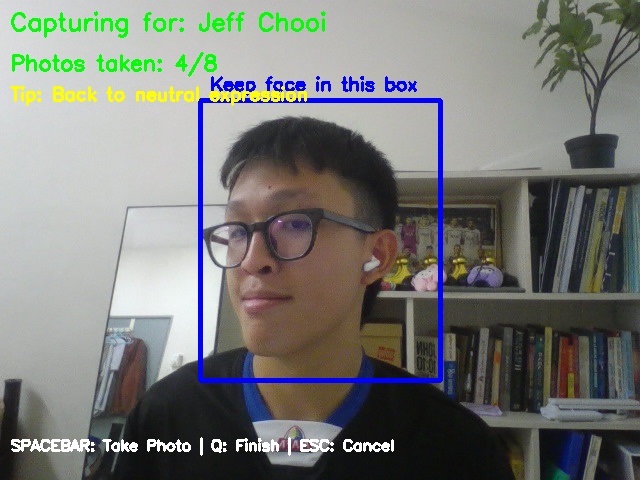 Capturing for: Jeff Chooi
Photos taken: 4/8
Keep face in this box
Tip: Back to neutral expression
SPACEBAR: Take Photo | Q: Finish | ESC: Cancel